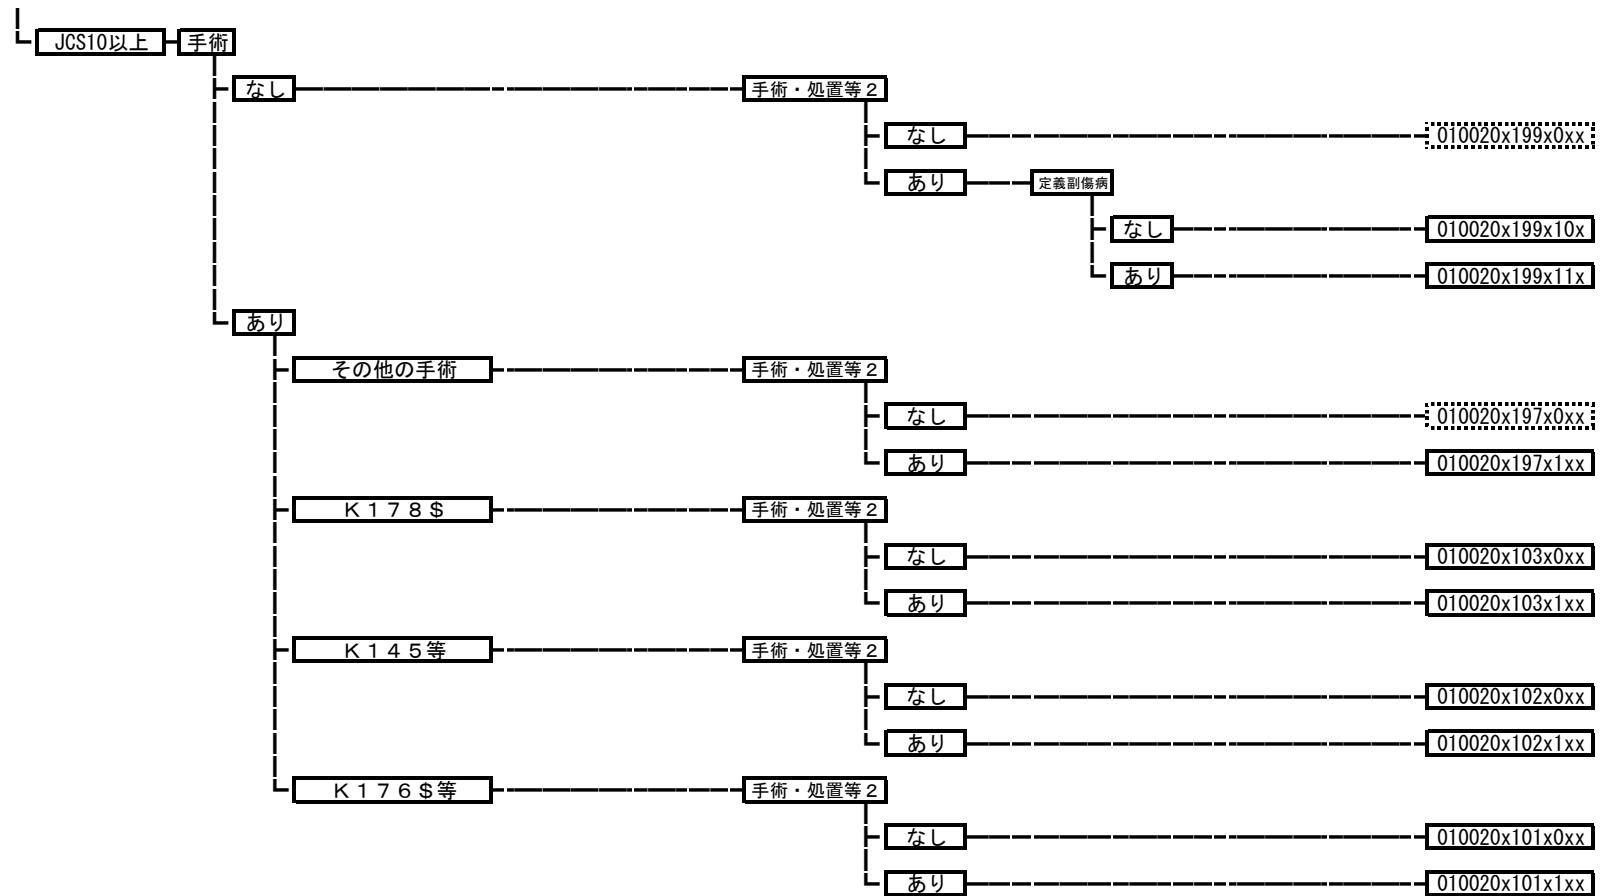 JCS10以上 手術
なし 手術・処置等２
なし 010020x199x0xx
あり 定義副傷病
なし 010020x199x10x
あり 010020x199x11x
あり
その他の手術 手術・処置等２
なし 010020x197x0xx
あり 010020x197x1xx
Ｋ１７８＄ 手術・処置等２
なし 010020x103x0xx
あり 010020x103x1xx
Ｋ１４５等 手術・処置等２
なし 010020x102x0xx
あり 010020x102x1xx
Ｋ１７６＄等 手術・処置等２
なし 010020x101x0xx
あり 010020x101x1xx